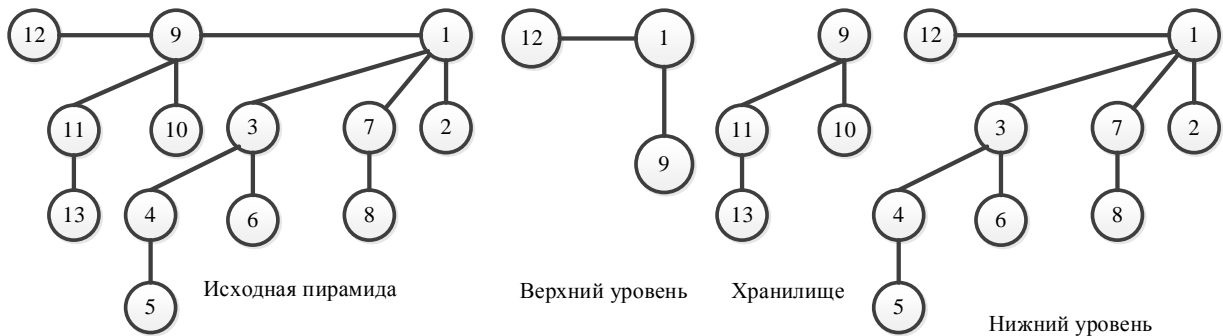 12 9 1 12 1 9 12 1
11 10 3 7 2 9 11 10 3 7 2
13 4 6 8 13 4 6 8
5 5
Исходная пирамида
Верхний уровень
Хранилище
Нижний уровень